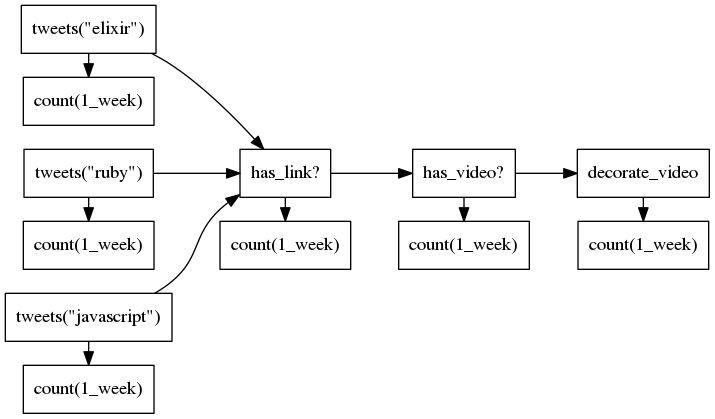 tweets("elixir")
count(1_week)
tweets("ruby")
has_link?
has_video?
decorate_video
count(1_week)
count(1_week)
count(1_week)
count(1_week)
tweets("javascript")
count(1_week)